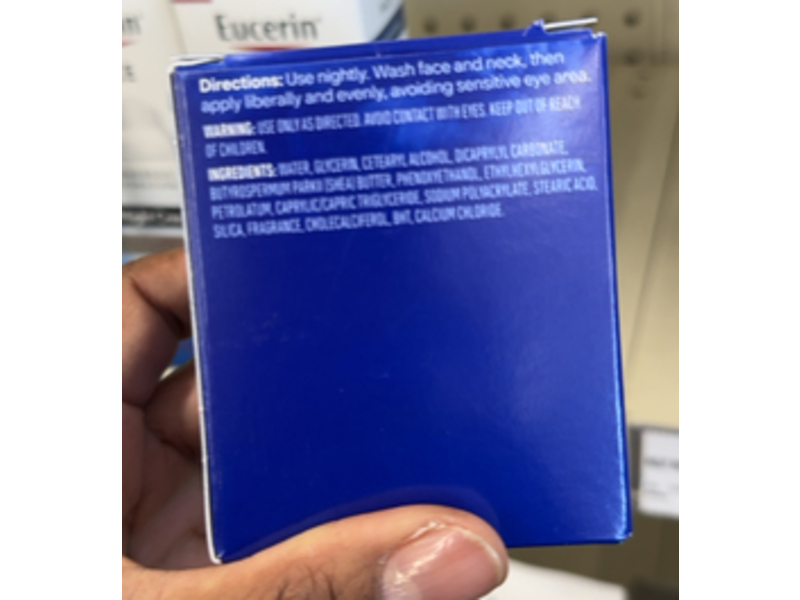 Eucerin
Directions: Use nightly. Wash face and neck, then
apply liberally and evenly, avoiding sensitive eye area.
WARNING: USE ONLY AS DIRECTED. AVOID CONTACT WITH EYES. KEEP OUT OF REACH
OF CHILDREN.
INGREDIENTS: WATER, GLYCERIN, CETEARYL ALCOHOL, DICAPRYLYL CARBONATE,
BUTYROSPERMUM PARKII (SHEA) BUTTER, PHENOXYETHANOL, ETHYLHEXYLGLYCERIN,
PETROLATUM, CAPRYLIC/CAPRIC TRIGLYCERIDE, SODIUM POLYACRYLATE, STEARIC ACID,
SILICA, FRAGRANCE, CHOLECALCIFEROL, BHT, CALCIUM CHLORIDE.